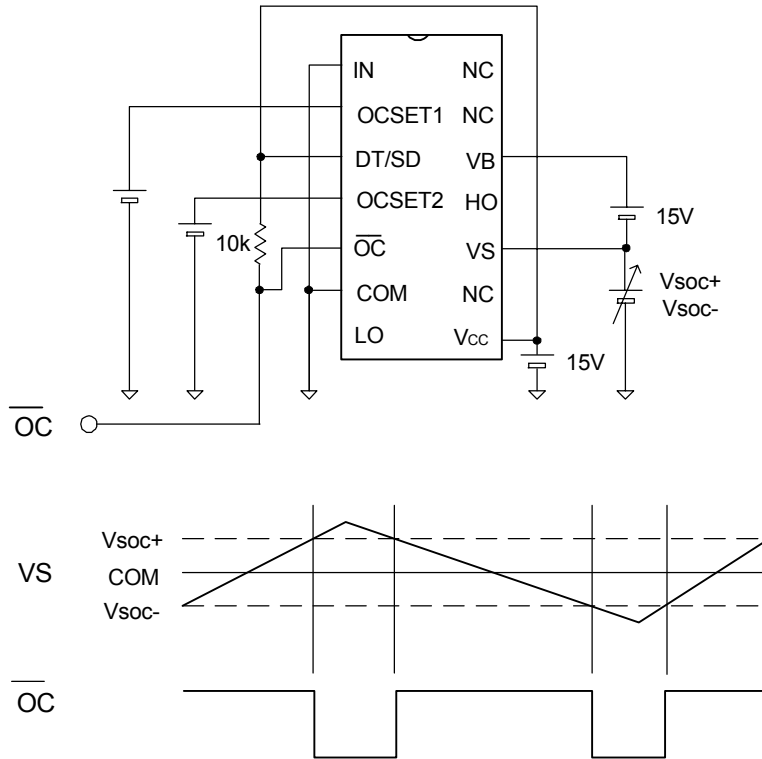 IN NC
OCSET1 NC
DT/SD VB
OCSET2 HO
15V
10k
OC VS
Vsoc+
COM NC
Vsoc-
LO VCC
15V
OC
Vsoc+
VS
COM
Vsoc-
OC